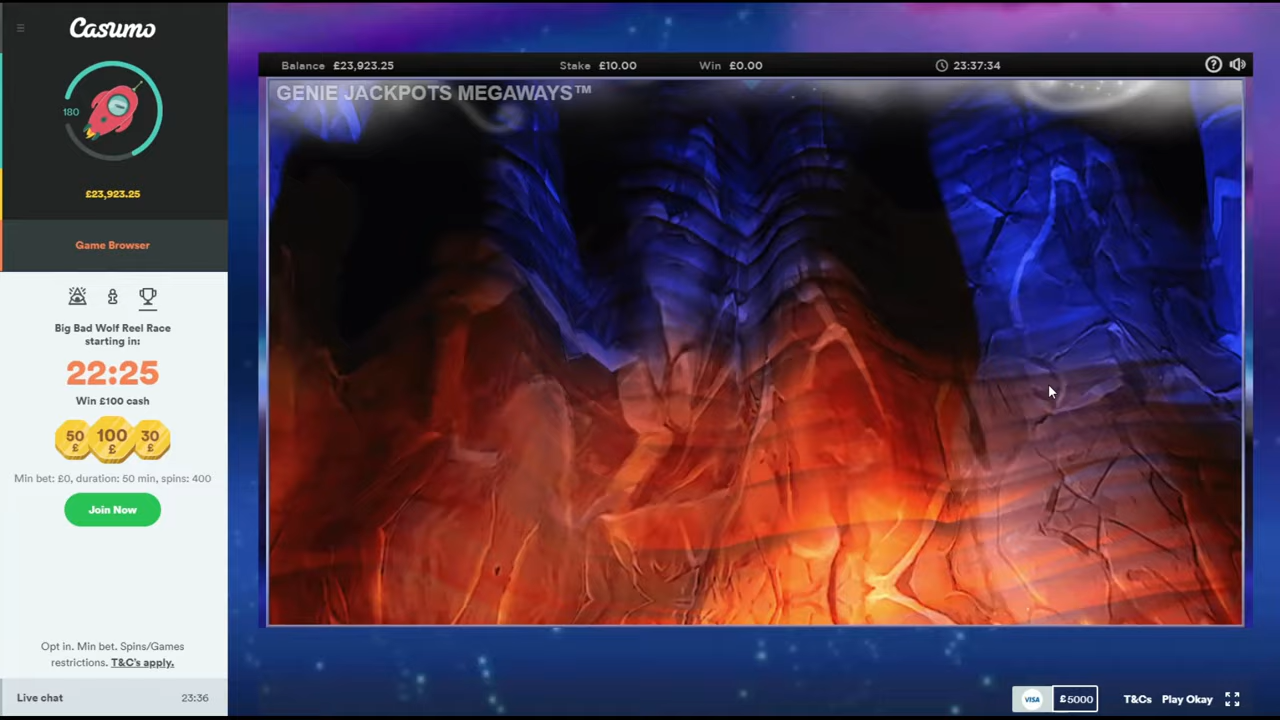 Casumo
180
£23,923.25
Game Browser
Big Bad Wolf Reel Race
starting in:
22:25
Win £100 cash
50 £
100 £
30 £
Min bet: £0, duration: 50 min, spins: 400
Join Now
Opt in. Min bet. Spins/Games
restrictions. T&C's apply.
Live chat 23:36
Balance £23,923.25 Stake £10.00 Win £0.00 23:37:34
GENIE JACKPOTS MEGAWAYS™
VISA £5000 T&Cs Play Okay